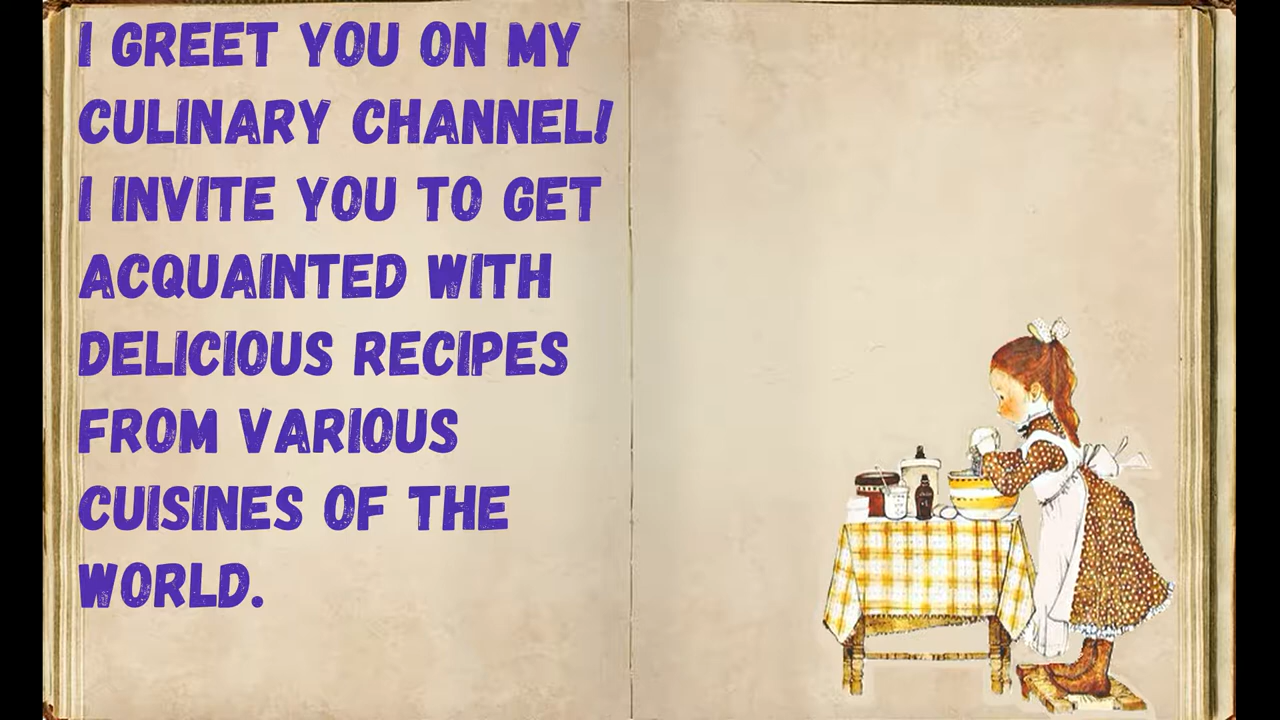 I GREET YOU ON MY
CULINARY CHANNEL!
I INVITE YOU TO GET
ACQUAINTED WITH
DELICIOUS RECIPES
FROM VARIOUS
CUISINES OF THE
WORLD.